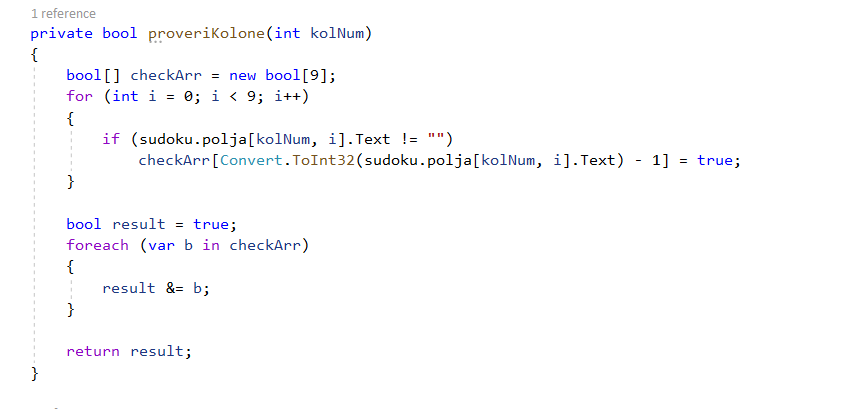 1 reference
private bool proveriKolone(int kolNum)
{
bool[] checkArr = new bool[9];
for (int i = 0; i < 9; i++)
{
if (sudoku.polja[kolNum, i].Text != "")
checkArr[Convert.ToInt32(sudoku.polja[kolNum, i].Text) - 1] = true;
}
bool result = true;
foreach (var b in checkArr)
{
result &= b;
}
return result;
}